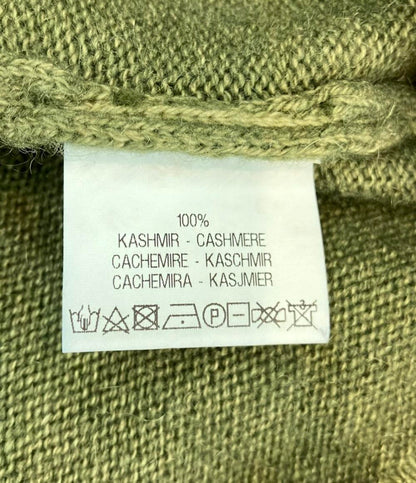 100%
KASHMIR - CASHMERE
CACHEMIRE - KASCHMIR
CACHEMIRA - KASJMIER
P